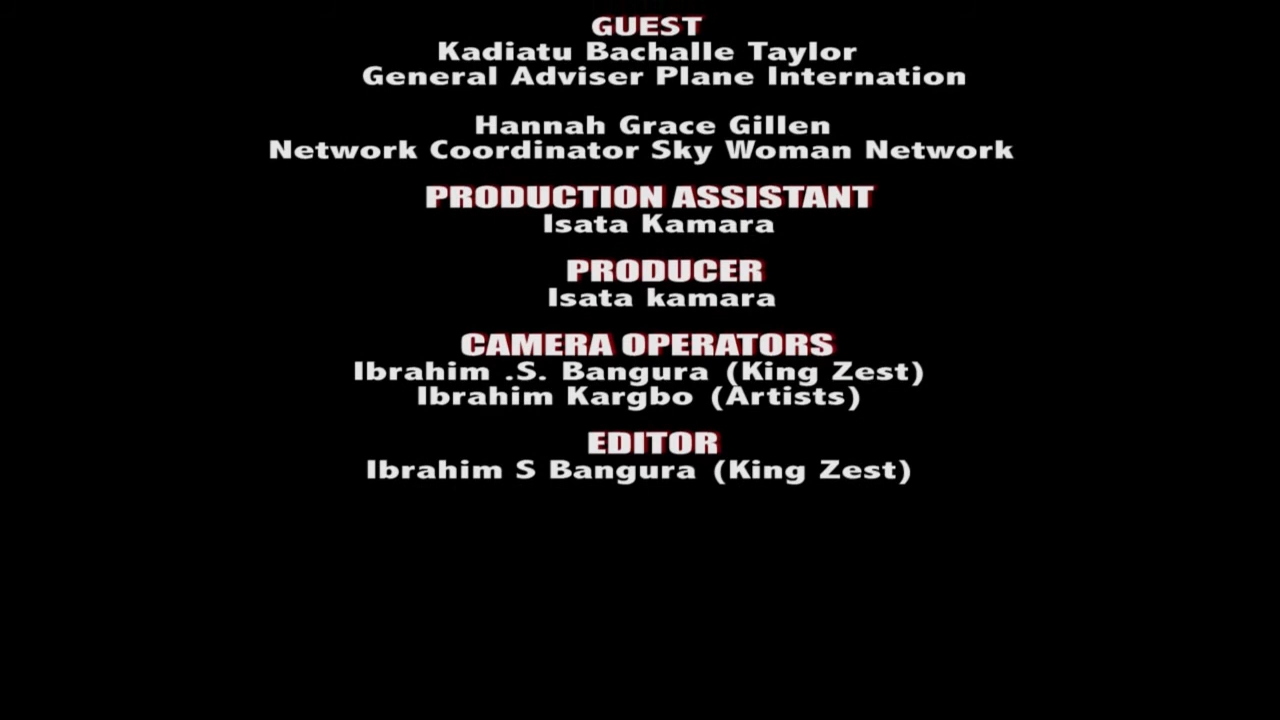 GUEST
Kadiatu Bachalle Taylor
General Adviser Plane Internation
Hannah Grace Gillen
Network Coordinator Sky Woman Network
PRODUCTION ASSISTANT
Isata Kamara
PRODUCER
Isata kamara
CAMERA OPERATORS
Ibrahim .S. Bangura (King Zest)
Ibrahim Kargbo (Artists)
EDITOR
Ibrahim S Bangura (King Zest)